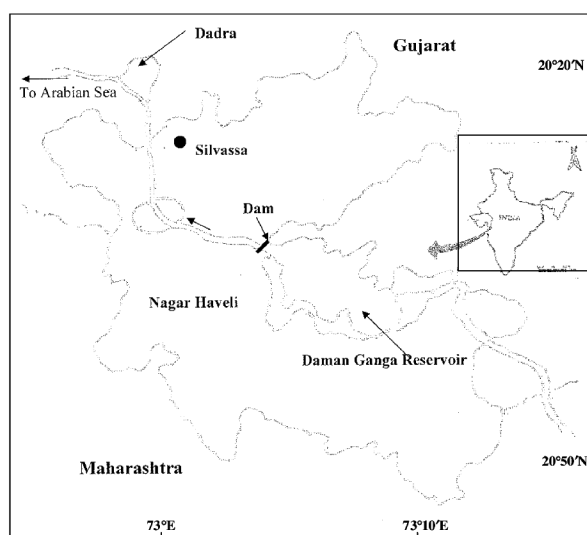 Dadra
Gujarat
20°20′N
To Arabian Sea
Silvassa
INDIA
Dam
Nagar Haveli
Daman Ganga Reservoir
Maharashtra
20°50′N
73°E
73°10′E